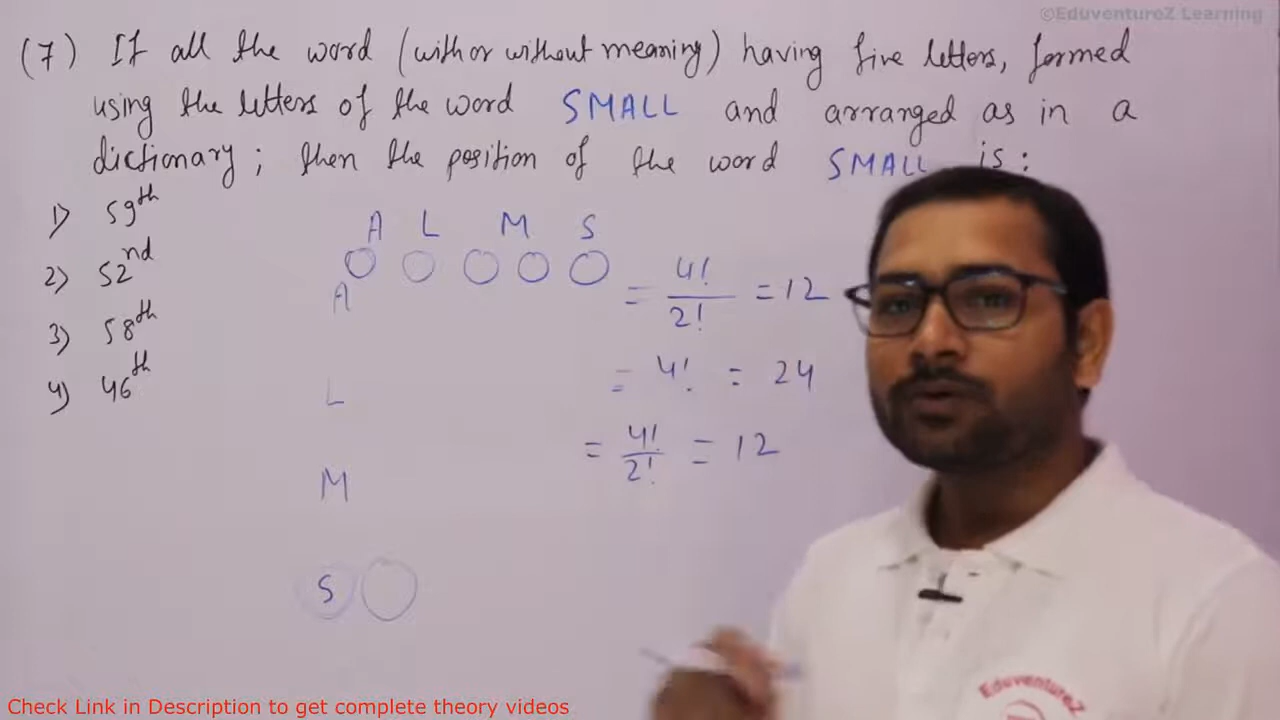 ©EduventureZ Learning
(7) If all the word (with or without meaning) having five letters, formed
using the letters of the word SMALL and arranged as in a
dictionary; then the position of the word SMALL is:
1) 59th
2) 52nd
3) 58th
4) 46th
A L M S
A = 4!/2! = 12
L = 4! = 24
M = 4!/2! = 12
S
EduventureZ
Check Link in Description to get complete theory videos